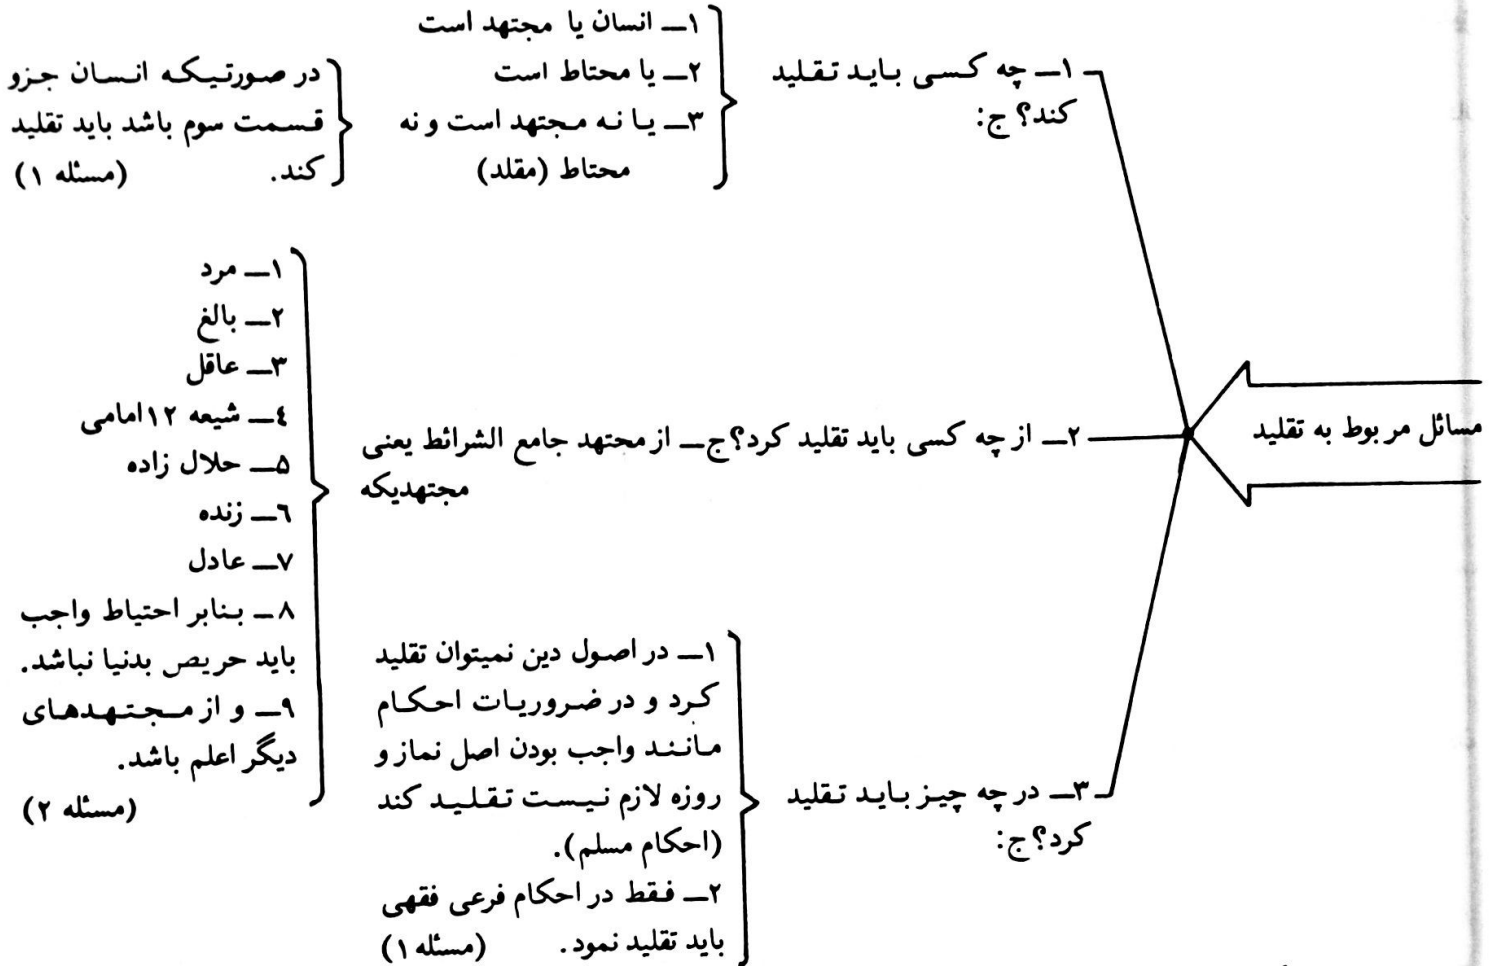 مسائل مربوط به تقلید
۱ــ چه کسی باید تقلید
کند؟ ج:
۱ــ انسان یا مجتهد است
۲ــ یا محتاط است
۳ــ یا نه مجتهد است و نه
محتاط (مقلد)
در صورتیکه انسان جزو
قسمت سوم باشد باید تقلید
کند. (مسئله ۱)
۲ــ از چه کسی باید تقلید کرد؟ ج ــ از مجتهد جامع الشرائط یعنی
مجتهدیکه
۱ــ مرد
۲ــ بالغ
۳ــ عاقل
٤ــ شیعه ۱۲ امامی
۵ــ حلال زاده
٦ــ زنده
۷ــ عادل
۸ــ بنابر احتیاط واجب
باید حریص بدنیا نباشد.
۹ــ و از مجتهدهای
دیگر اعلم باشد.
(مسئله ۲)
۳ــ در چه چیز باید تقلید
کرد؟ ج:
۱ــ در اصول دین نمیتوان تقلید
کرد و در ضروریات احکام
مانند واجب بودن اصل نماز و
روزه لازم نیست تقلید کند
(احکام مسلم).
۲ــ فقط در احکام فرعی فقهی
باید تقلید نمود. (مسئله ۱)